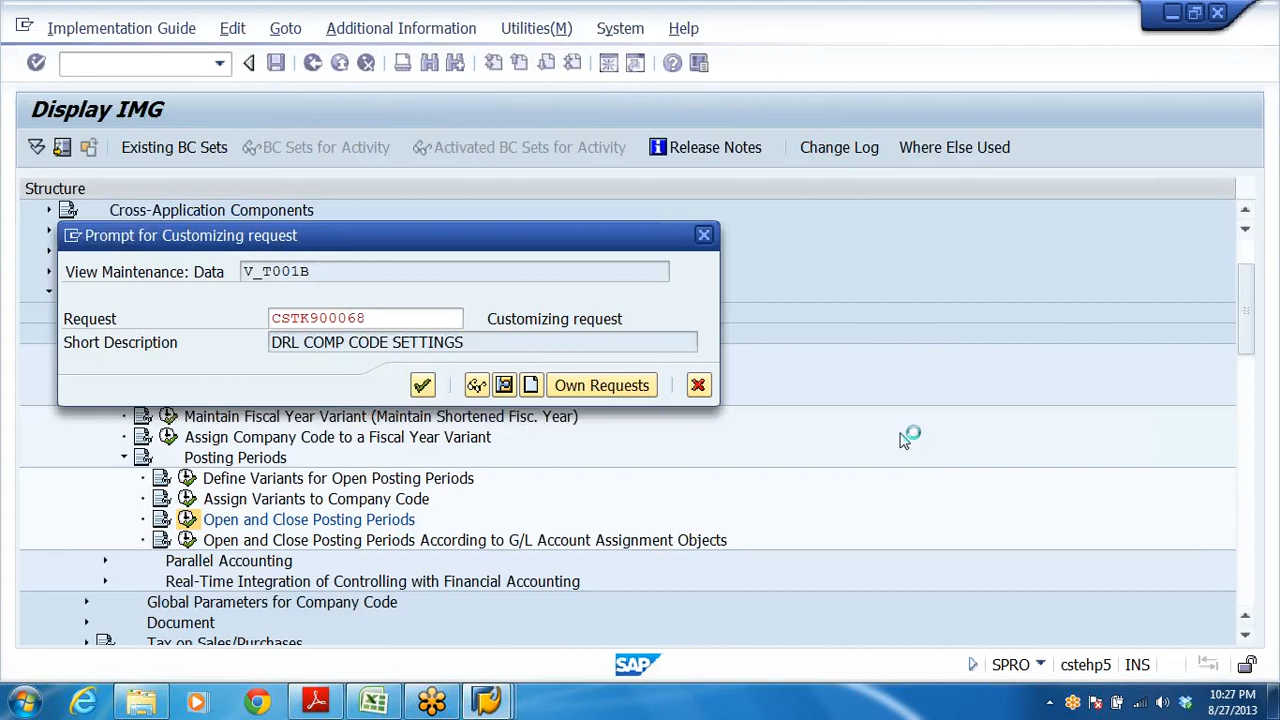 Implementation Guide Edit Goto Additional Information Utilities(M) System Help
Display IMG
Existing BC Sets BC Sets for Activity Activated BC Sets for Activity Release Notes Change Log Where Else Used
Structure
Cross-Application Components
Prompt for Customizing request
View Maintenance: Data V_T001B
Request CSTK900068 Customizing request
Short Description DRL COMP CODE SETTINGS
Own Requests
Maintain Fiscal Year Variant (Maintain Shortened Fisc. Year)
Assign Company Code to a Fiscal Year Variant
Posting Periods
Define Variants for Open Posting Periods
Assign Variants to Company Code
Open and Close Posting Periods
Open and Close Posting Periods According to G/L Account Assignment Objects
Parallel Accounting
Real-Time Integration of Controlling with Financial Accounting
Global Parameters for Company Code
Document
Tax on Sales/Purchases
SAP SPRO cstehp5 INS
10:27 PM
8/27/2013